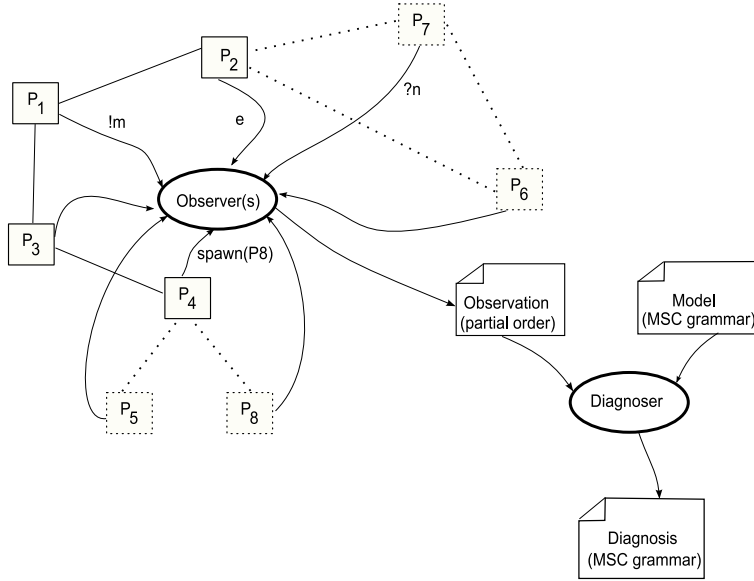 P7
P2
?n
P1
!m
e
P6
Observer(s)
P3
spawn(P8)
P4
Observation
(partial order)
Model
(MSC grammar)
P5
P8
Diagnoser
Diagnosis
(MSC grammar)